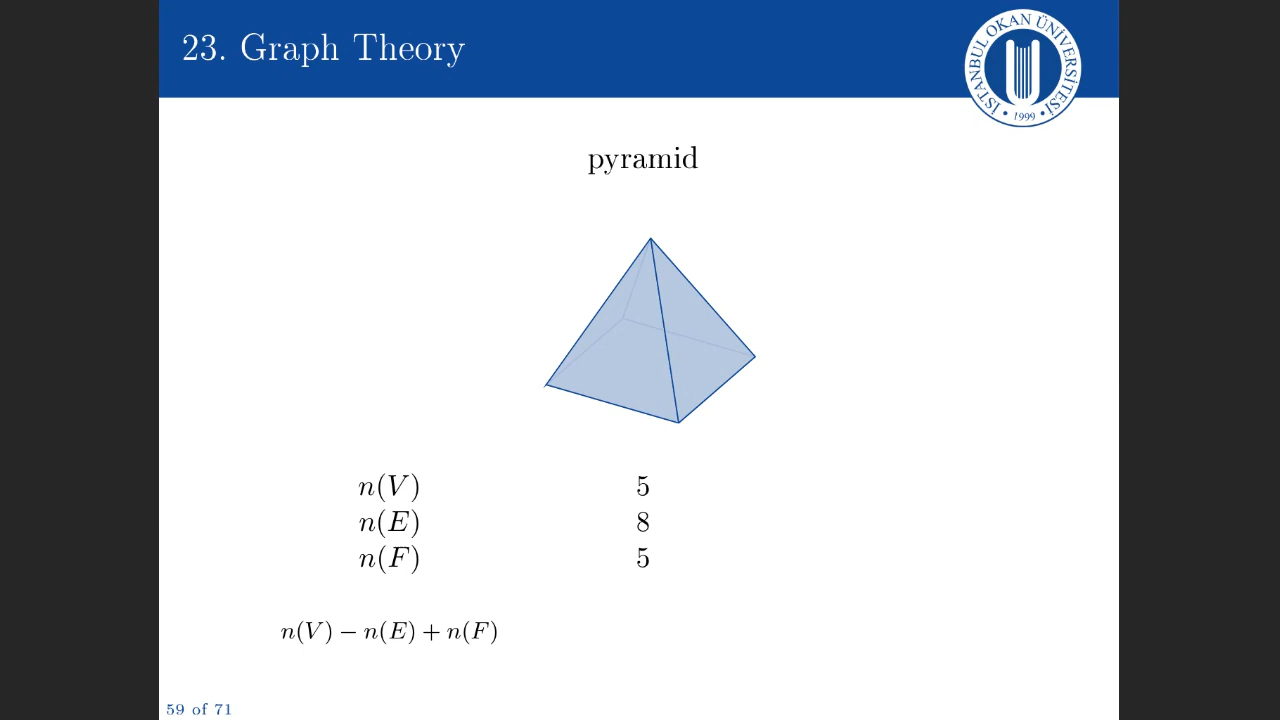 23. Graph Theory
İSTANBUL OKAN ÜNİVERSİTESİ
• 1999 •
pyramid
n(V) 5
n(E) 8
n(F) 5
n(V) − n(E) + n(F)
59 of 71